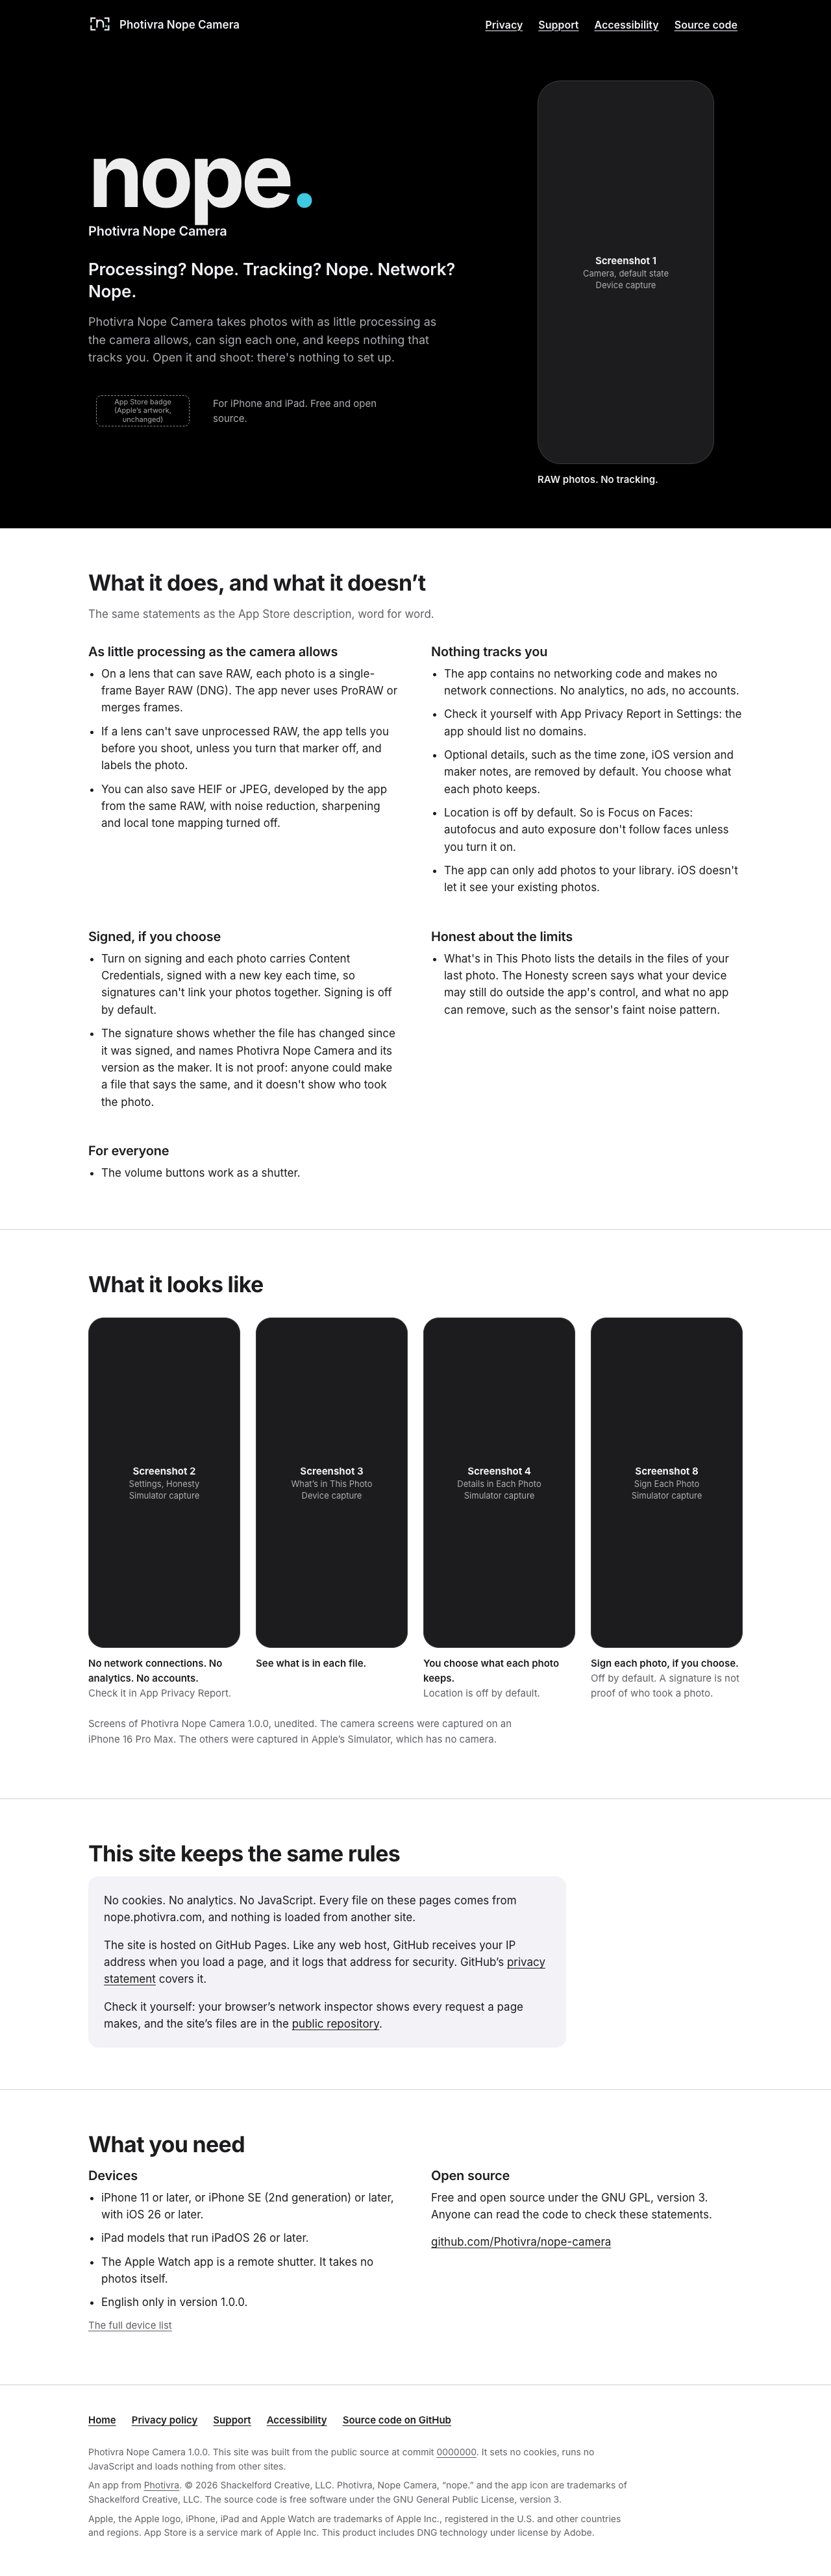 Photivra Nope Camera
Privacy Support Accessibility Source code
nope.
Photivra Nope Camera
Processing? Nope. Tracking? Nope. Network?
Nope.
Photivra Nope Camera takes photos with as little processing as
the camera allows, can sign each one, and keeps nothing that
tracks you. Open it and shoot: there's nothing to set up.
App Store badge
(Apple's artwork,
unchanged)
For iPhone and iPad. Free and open
source.
Screenshot 1
Camera, default state
Device capture
RAW photos. No tracking.
What it does, and what it doesn’t
The same statements as the App Store description, word for word.
As little processing as the camera allows
• On a lens that can save RAW, each photo is a single-
frame Bayer RAW (DNG). The app never uses ProRAW or
merges frames.
• If a lens can't save unprocessed RAW, the app tells you
before you shoot, unless you turn that marker off, and
labels the photo.
• You can also save HEIF or JPEG, developed by the app
from the same RAW, with noise reduction, sharpening
and local tone mapping turned off.
Nothing tracks you
• The app contains no networking code and makes no
network connections. No analytics, no ads, no accounts.
• Check it yourself with App Privacy Report in Settings: the
app should list no domains.
• Optional details, such as the time zone, iOS version and
maker notes, are removed by default. You choose what
each photo keeps.
• Location is off by default. So is Focus on Faces:
autofocus and auto exposure don't follow faces unless
you turn it on.
• The app can only add photos to your library. iOS doesn't
let it see your existing photos.
Signed, if you choose
• Turn on signing and each photo carries Content
Credentials, signed with a new key each time, so
signatures can't link your photos together. Signing is off
by default.
• The signature shows whether the file has changed since
it was signed, and names Photivra Nope Camera and its
version as the maker. It is not proof: anyone could make
a file that says the same, and it doesn't show who took
the photo.
Honest about the limits
• What's in This Photo lists the details in the files of your
last photo. The Honesty screen says what your device
may still do outside the app's control, and what no app
can remove, such as the sensor's faint noise pattern.
For everyone
• The volume buttons work as a shutter.
What it looks like
Screenshot 2
Settings, Honesty
Simulator capture
No network connections. No
analytics. No accounts.
Check it in App Privacy Report.
Screenshot 3
What’s in This Photo
Device capture
See what is in each file.
Screenshot 4
Details in Each Photo
Simulator capture
You choose what each photo
keeps.
Location is off by default.
Screenshot 8
Sign Each Photo
Simulator capture
Sign each photo, if you choose.
Off by default. A signature is not
proof of who took a photo.
Screens of Photivra Nope Camera 1.0.0, unedited. The camera screens were captured on an
iPhone 16 Pro Max. The others were captured in Apple’s Simulator, which has no camera.
This site keeps the same rules
No cookies. No analytics. No JavaScript. Every file on these pages comes from
nope.photivra.com, and nothing is loaded from another site.
The site is hosted on GitHub Pages. Like any web host, GitHub receives your IP
address when you load a page, and it logs that address for security. GitHub’s privacy
statement covers it.
Check it yourself: your browser’s network inspector shows every request a page
makes, and the site’s files are in the public repository.
What you need
Devices
• iPhone 11 or later, or iPhone SE (2nd generation) or later,
with iOS 26 or later.
• iPad models that run iPadOS 26 or later.
• The Apple Watch app is a remote shutter. It takes no
photos itself.
• English only in version 1.0.0.
The full device list
Open source
Free and open source under the GNU GPL, version 3.
Anyone can read the code to check these statements.
github.com/Photivra/nope-camera
Home Privacy policy Support Accessibility Source code on GitHub
Photivra Nope Camera 1.0.0. This site was built from the public source at commit 0000000. It sets no cookies, runs no
JavaScript and loads nothing from other sites.
An app from Photivra. © 2026 Shackelford Creative, LLC. Photivra, Nope Camera, “nope.” and the app icon are trademarks of
Shackelford Creative, LLC. The source code is free software under the GNU General Public License, version 3.
Apple, the Apple logo, iPhone, iPad and Apple Watch are trademarks of Apple Inc., registered in the U.S. and other countries
and regions. App Store is a service mark of Apple Inc. This product includes DNG technology under license by Adobe.